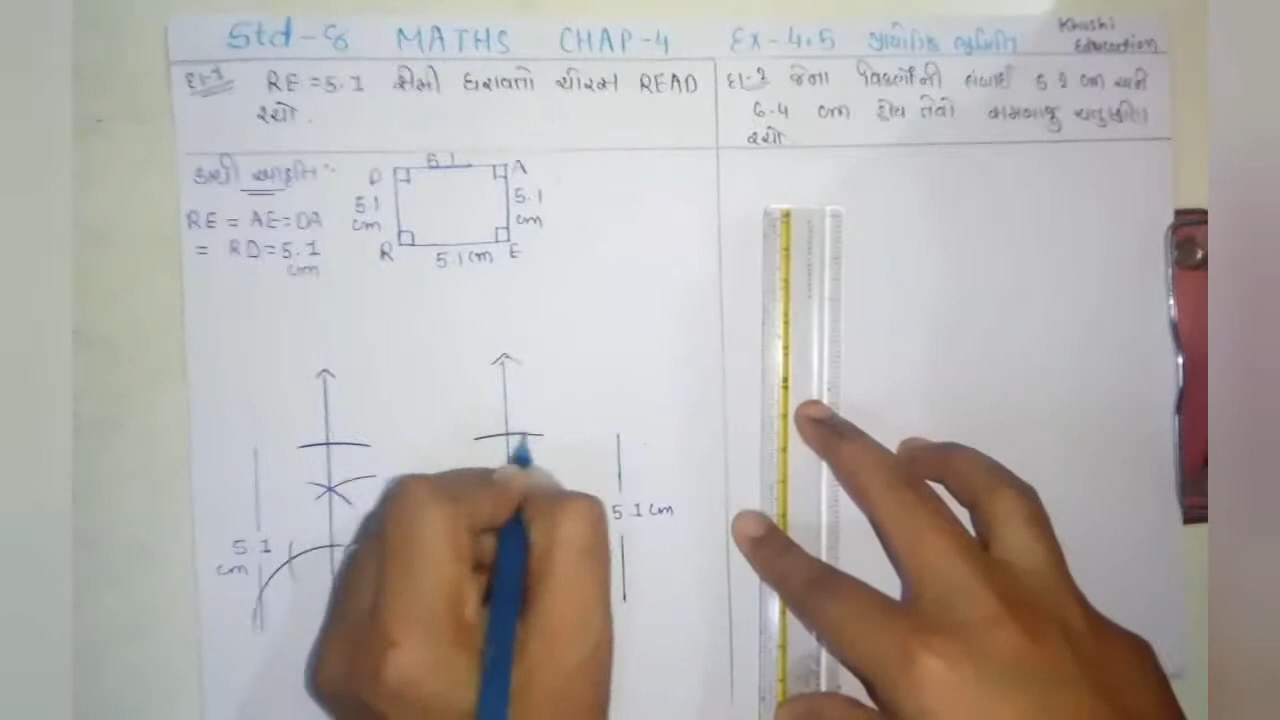 Std-8 MATHS CHAP-4 Ex-4.5 પ્રાયોગિક ભૂમિતિ
Khushi
Education
દા-1 RE = 5.1 સેમી ધરાવતો ચોરસ READ
રચો.
દા-2 જેના વિકર્ણોની લંબાઈ 5.2 cm અને
6.4 cm હોય તેવો સમબાજુ ચતુષ્કોણ
રચો
કાચી આકૃતિ:-
RE = AE = DA
= RD = 5.1
cm
D 5.1 A
5.1
cm
5.1
cm
R 5.1 cm E
5.1
cm
5.1 cm